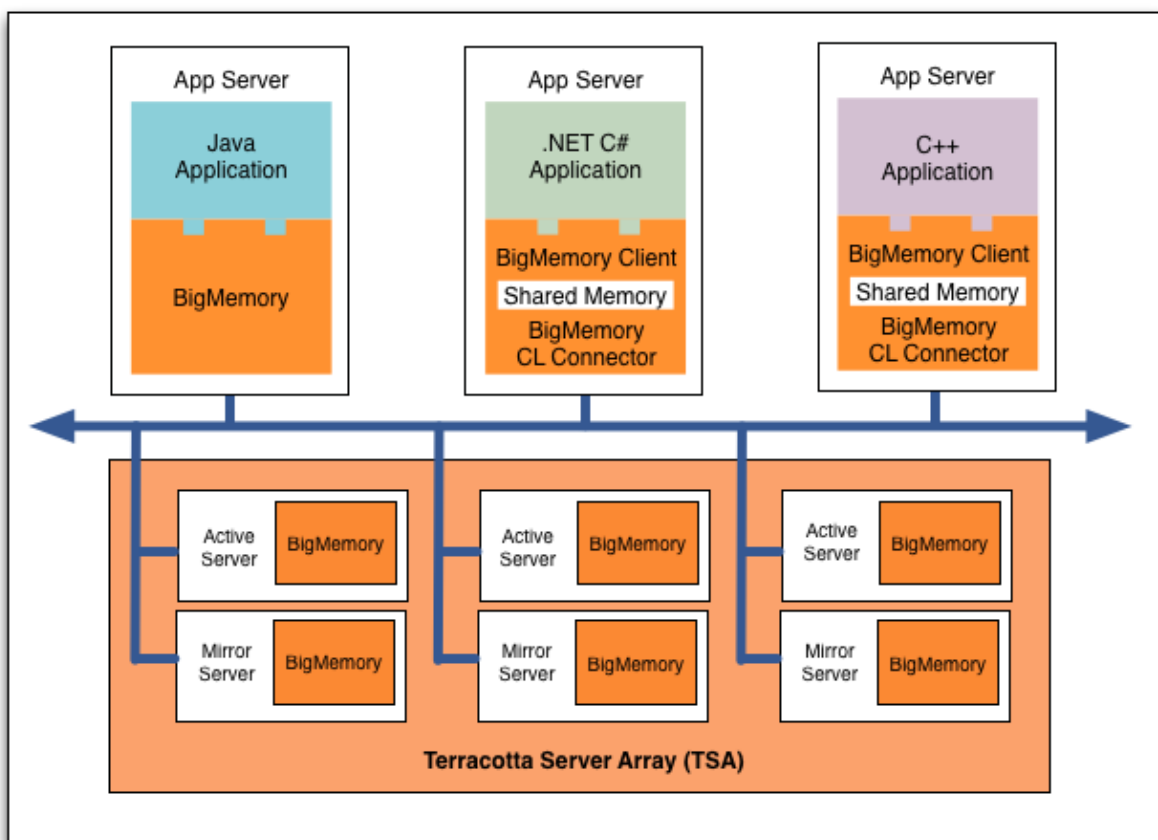 App Server
Java
Application
BigMemory
App Server
.NET C#
Application
BigMemory Client
Shared Memory
BigMemory
CL Connector
App Server
C++
Application
BigMemory Client
Shared Memory
BigMemory
CL Connector
Active
Server
BigMemory
Active
Server
BigMemory
Active
Server
BigMemory
Mirror
Server
BigMemory
Mirror
Server
BigMemory
Mirror
Server
BigMemory
Terracotta Server Array (TSA)